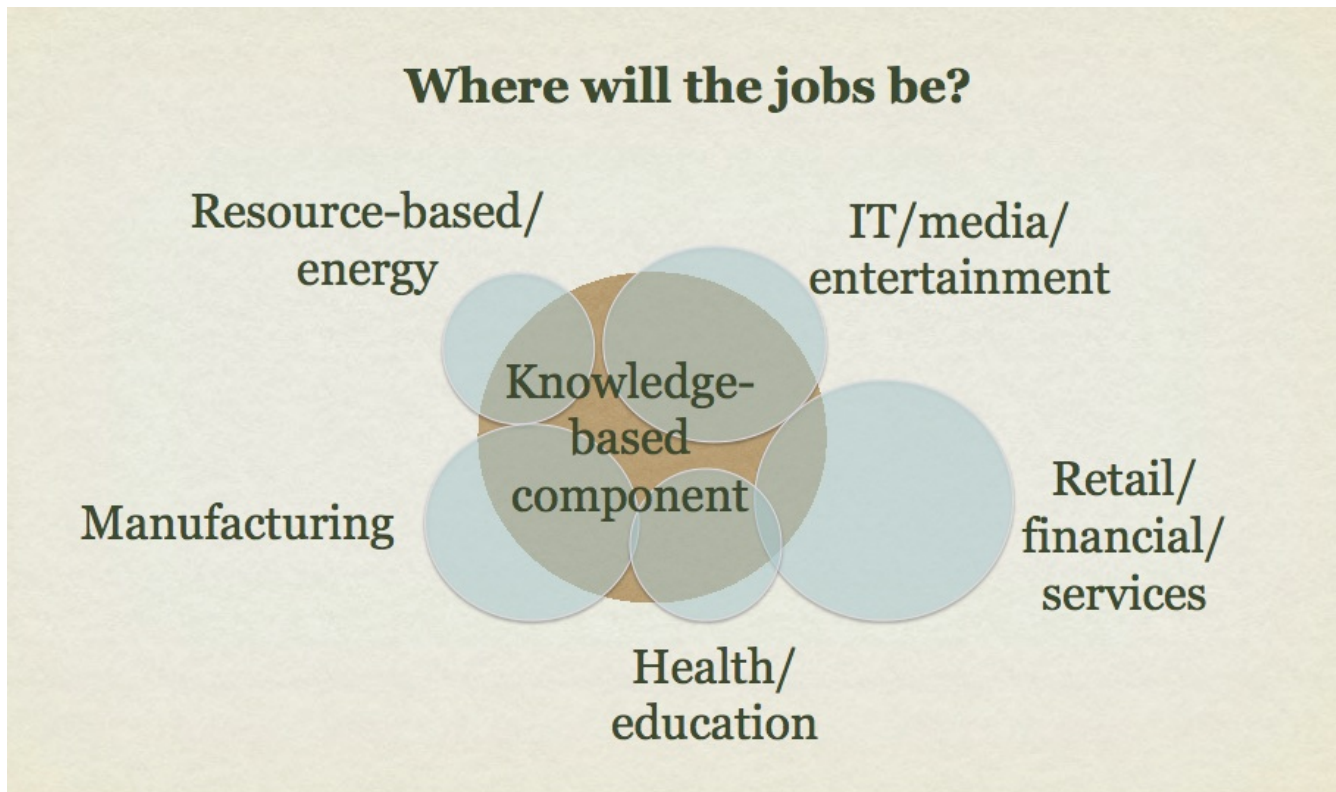 Where will the jobs be?
Resource-based/
energy
IT/media/
entertainment
Knowledge-
based
component
Manufacturing
Retail/
financial/
services
Health/
education